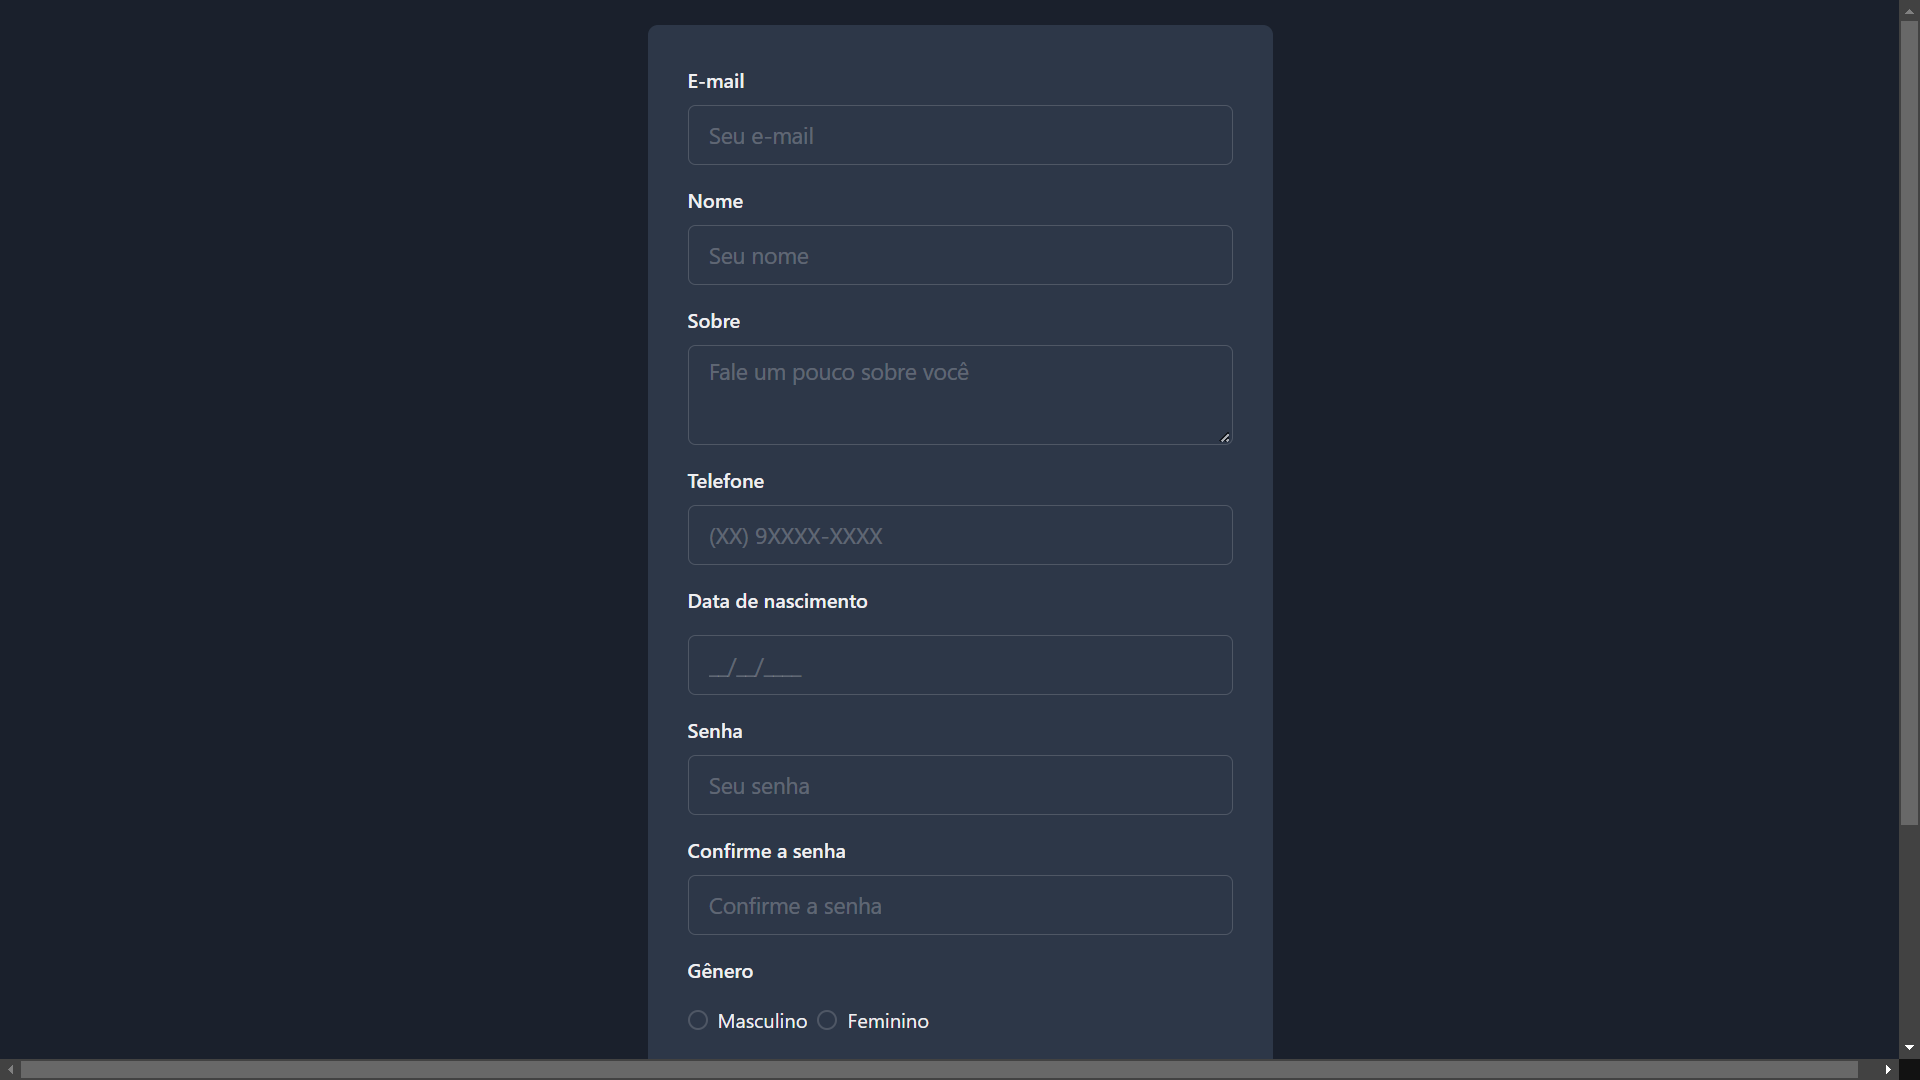 E-mail
Seu e-mail
Nome
Seu nome
Sobre
Fale um pouco sobre você
Telefone
(XX) 9XXXX-XXXX
Data de nascimento
__/__/____
Senha
Seu senha
Confirme a senha
Confirme a senha
Gênero
Masculino Feminino